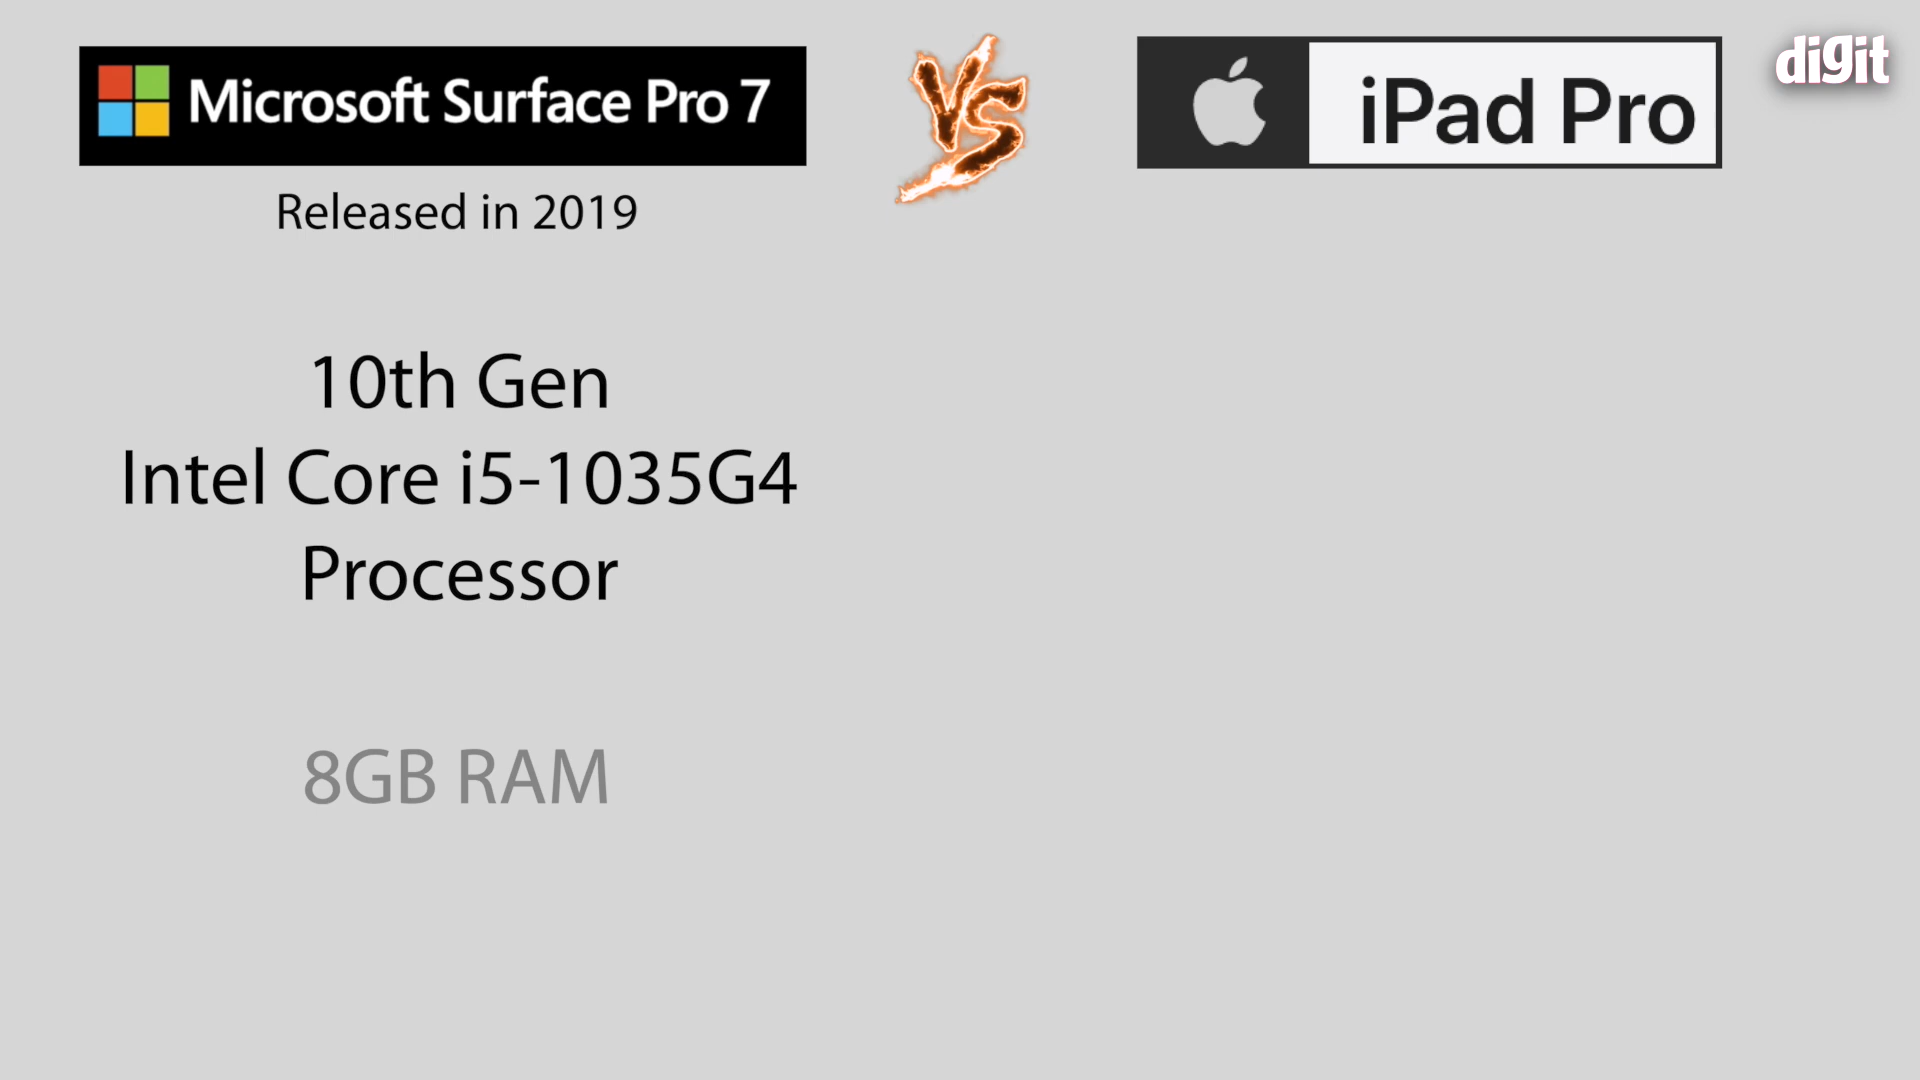 Microsoft Surface Pro 7
VS
iPad Pro
digit
Released in 2019
10th Gen
Intel Core i5-1035G4
Processor
8GB RAM